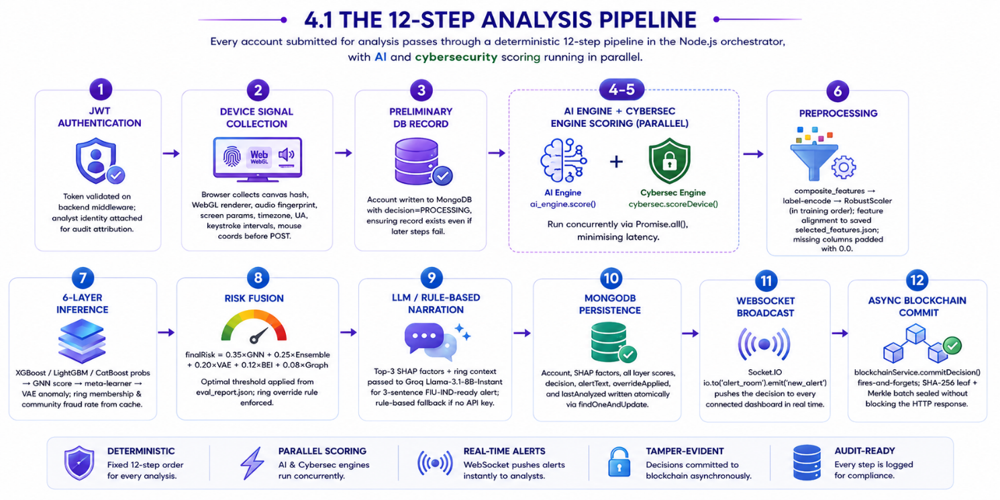 4.1 THE 12-STEP ANALYSIS PIPELINE
Every account submitted for analysis passes through a deterministic 12-step pipeline in the Node.js orchestrator,
with AI and cybersecurity scoring running in parallel.
1
JWT
AUTHENTICATION
Token validated on
backend middleware;
analyst identity attached
for audit attribution.
2
DEVICE SIGNAL
COLLECTION
Web
WebGL
Browser collects canvas hash,
WebGL renderer, audio fingerprint,
screen params, timezone, UA,
keystroke intervals, mouse
coords before POST.
3
PRELIMINARY
DB RECORD
Account written to MongoDB
with decision=PROCESSING,
ensuring record exists even if
later steps fail.
4-5
AI ENGINE + CYBERSEC
ENGINE SCORING (PARALLEL)
+
AI Engine
ai_engine.score()
Cybersec Engine
cybersec.scoreDevice()
Run concurrently via Promise.all(),
minimising latency.
6
PREPROCESSING
composite_features →
label-encode → RobustScaler
(in training order); feature
alignment to saved
selected_features.json;
missing columns padded
with 0.0.
7
6-LAYER
INFERENCE
XGBoost / LightGBM / CatBoost probs
→ GNN score → meta-learner →
VAE anomaly; ring membership &
community fraud rate from cache.
8
RISK FUSION
finalRisk = 0.35×GNN + 0.25×Ensemble
+ 0.20×VAE + 0.12×BEI + 0.08×Graph
Optimal threshold applied from
eval_report.json; ring override rule
enforced.
9
LLM / RULE-BASED
NARRATION
Top-3 SHAP factors + ring context
passed to Groq Llama-3.1-8B-Instant
for 3-sentence FIU-IND-ready alert;
rule-based fallback if no API key.
10
MONGODB
PERSISTENCE
Account, SHAP factors, all layer scores,
decision, alertText, overrideApplied,
and lastAnalyzed written atomically
via findOneAndUpdate.
11
WEBSOCKET
BROADCAST
Socket.IO
io.to('alert_room').emit('new_alert')
pushes the decision to every
connected dashboard in real time.
12
ASYNC BLOCKCHAIN
COMMIT
blockchainService.commitDecision()
fires-and-forgets; SHA-256 leaf +
Merkle batch sealed without
blocking the HTTP response.
DETERMINISTIC
Fixed 12-step order
for every analysis.
PARALLEL SCORING
AI & Cybersec engines
run concurrently.
REAL-TIME ALERTS
WebSocket pushes alerts
instantly to analysts.
TAMPER-EVIDENT
Decisions committed to
blockchain asynchronously.
AUDIT-READY
Every step is logged
for compliance.